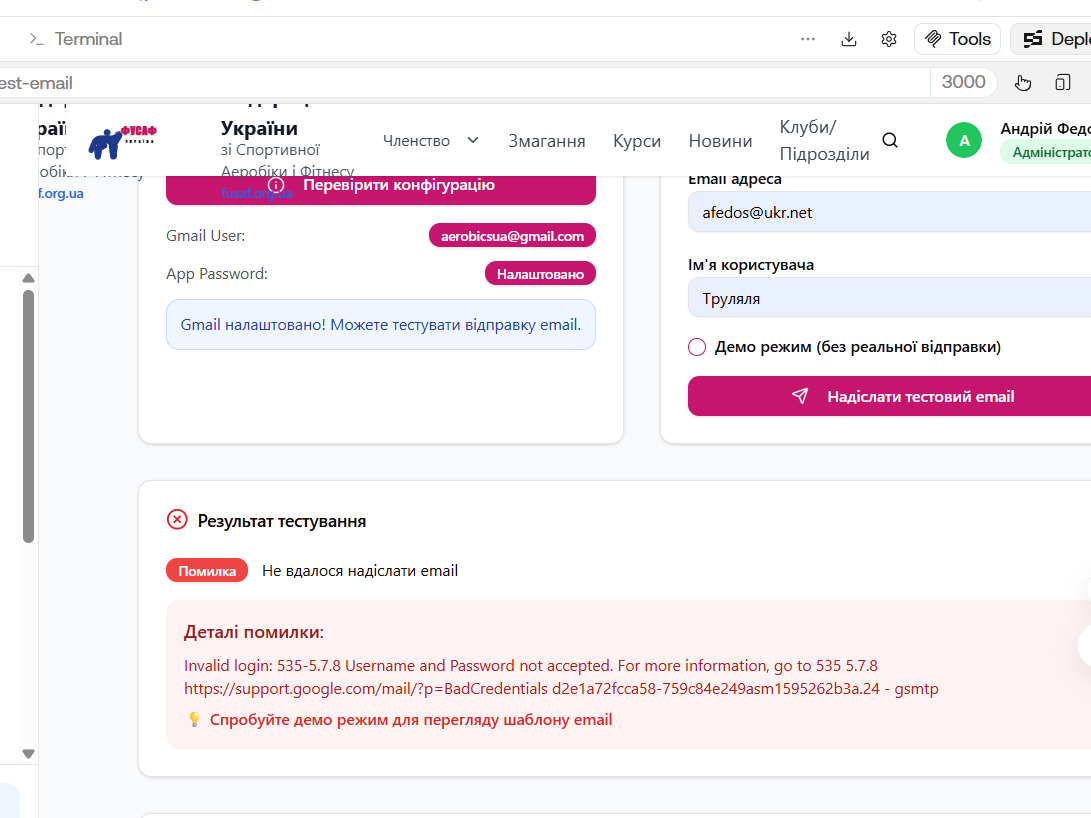 Terminal
Tools
est-email
3000
ФУСАФ
УКРАЇНА
України
зі Спортивної
Аеробіки і Фітнесу
fusaf.org.ua
f.org.ua
Членство
Змагання
Курси
Новини
Клуби/
Підрозділи
А
Андрій Федо
Адміністрато
Перевірити конфігурацію
Gmail User:
aerobicsua@gmail.com
App Password:
Налаштовано
Gmail налаштовано! Можете тестувати відправку email.
Email адреса
afedos@ukr.net
Ім'я користувача
Труляля
Демо режим (без реальної відправки)
Надіслати тестовий email
Результат тестування
Помилка
Не вдалося надіслати email
Деталі помилки:
Invalid login: 535-5.7.8 Username and Password not accepted. For more information, go to 535 5.7.8
https://support.google.com/mail/?p=BadCredentials d2e1a72fcca58-759c84e249asm1595262b3a.24 - gsmtp
Спробуйте демо режим для перегляду шаблону email